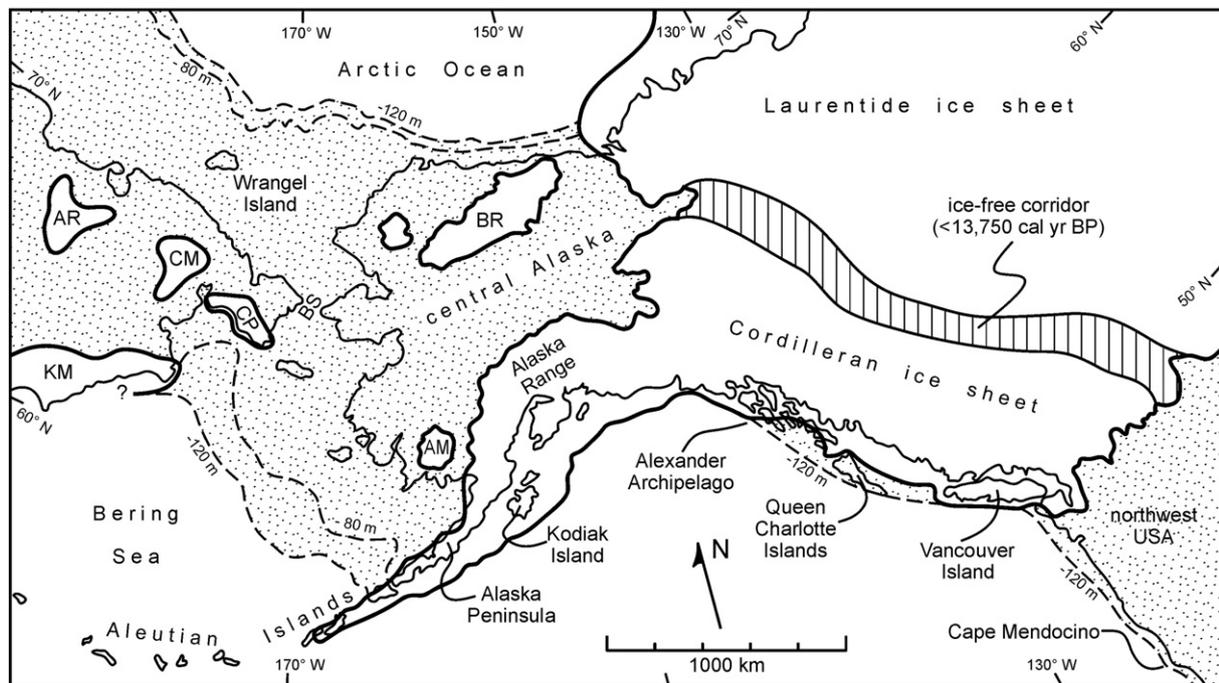 170° W
150° W
130° W
70° N
60° N
Arctic Ocean
80 m
-120 m
70° N
Laurentide ice sheet
Wrangel
Island
ice-free corridor
(<13,750 cal yr BP)
AR
BR
CM
central Alaska
50° N
CP
BS
Cordilleran ice sheet
KM
?
Alaska
Range
60° N
AM
-120 m
Alexander
Archipelago
-120 m
Queen
Charlotte
Islands
Bering
Sea
80 m
Kodiak
Island
N
Vancouver
Island
northwest
USA
-120 m
Alaska
Peninsula
Aleutian Islands
Cape Mendocino
170° W
1000 km
130° W